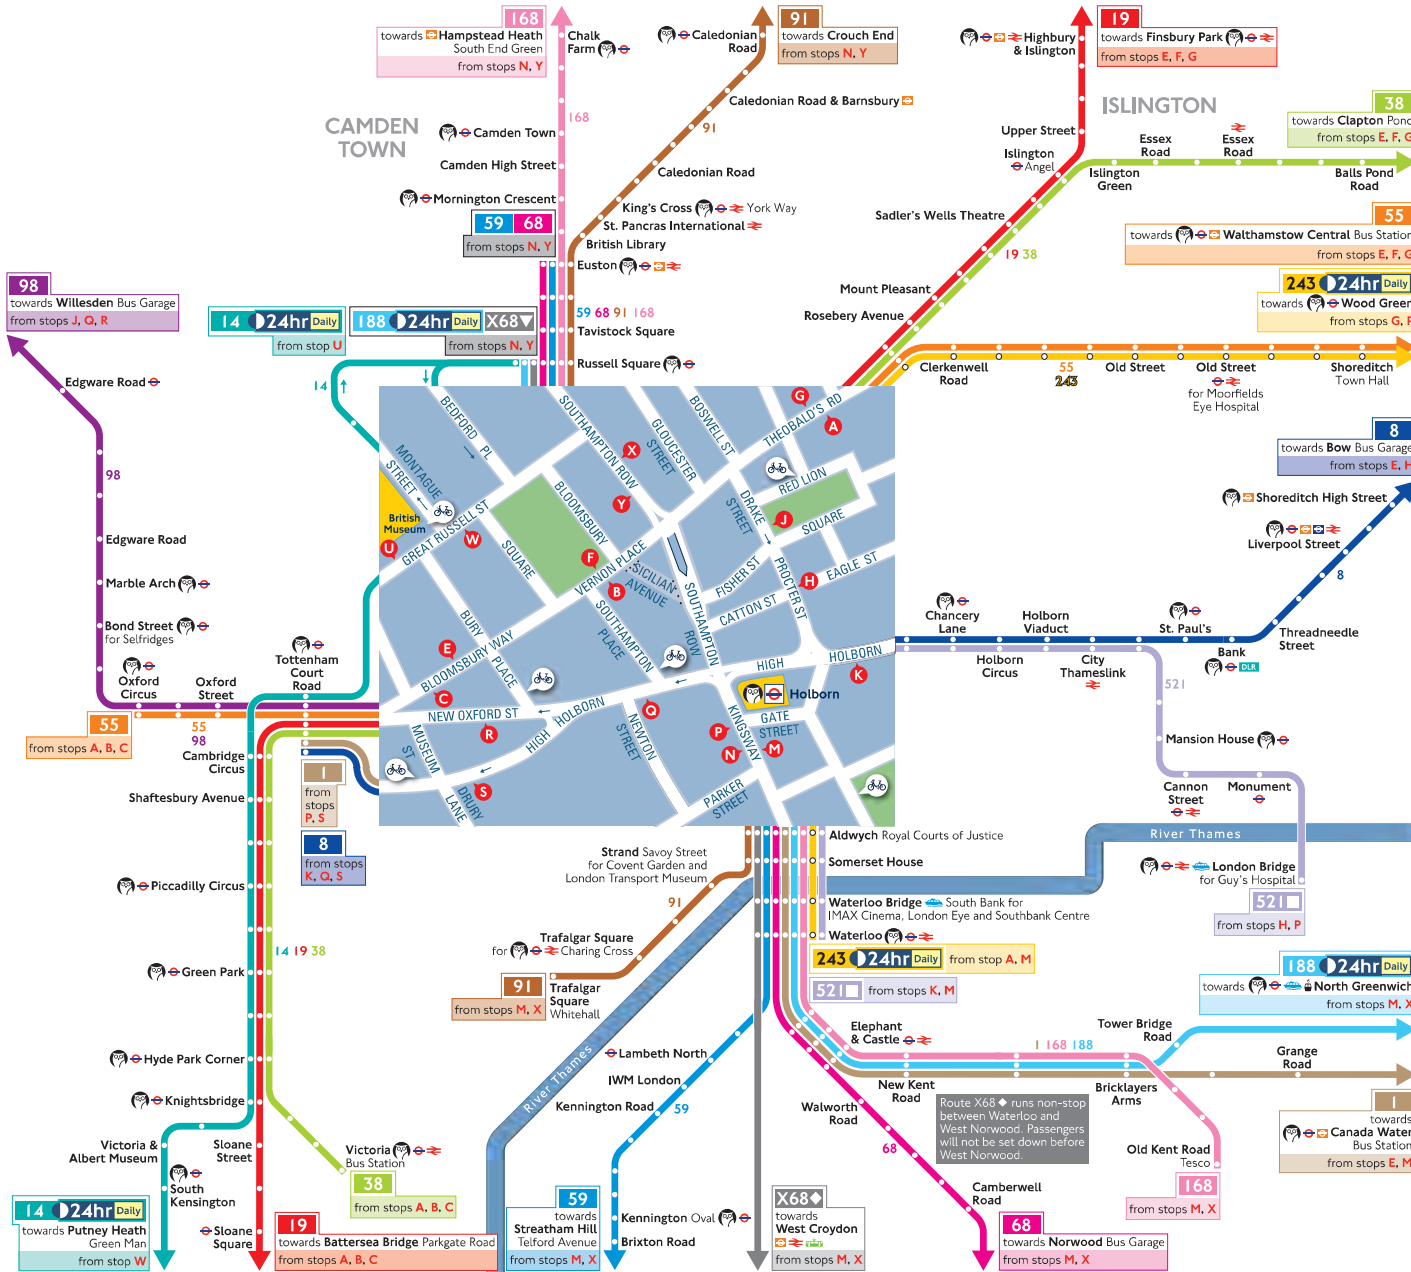 168
towards Hampstead Heath
South End Green
from stops N, Y
Chalk
Farm
Caledonian
Road
91
towards Crouch End
from stops N, Y
Highbury
& Islington
19
towards Finsbury Park
from stops E, F, G
CAMDEN
TOWN
168
Camden Town
Camden High Street
Mornington Crescent
Caledonian Road & Barnsbury
91
Caledonian Road
King's Cross York Way
St. Pancras International
British Library
59 68
from stops N, Y
Euston
59 68 91 168
Tavistock Square
Russell Square
ISLINGTON
Upper Street
Islington
Angel
Essex
Road
Essex
Road
Islington
Green
Balls Pond
Road
38
towards Clapton Pond
from stops E, F, G
Sadler's Wells Theatre
19 38
Mount Pleasant
Rosebery Avenue
55
towards Walthamstow Central Bus Station
from stops E, F, G
243 24hr Daily
towards Wood Green
from stops G, F
Clerkenwell
Road
55
243
Old Street
Old Street
for Moorfields
Eye Hospital
Shoreditch
Town Hall
98
towards Willesden Bus Garage
from stops J, Q, R
14 24hr Daily
from stop U
188 24hr Daily X68
from stops N, Y
14
Edgware Road
98
Edgware Road
Marble Arch
Bond Street
for Selfridges
Oxford
Circus
Oxford
Street
Tottenham
Court
Road
55
from stops A, B, C
55
98
Cambridge
Circus
Shaftesbury Avenue
1
from
stops
P, S
8
from stops
K, Q, S
Piccadilly Circus
14 19 38
Green Park
Hyde Park Corner
Knightsbridge
Victoria &
Albert Museum
South
Kensington
Sloane
Street
Sloane
Square
Victoria
Bus Station
38
from stops A, B, C
14 24hr Daily
towards Putney Heath
Green Man
from stop W
19
towards Battersea Bridge Parkgate Road
from stops A, B, C
BEDFORD PL
MONTAGUE
STREET
SOUTHAMPTON ROW
GLOUCESTER
STREET
BOSWELL ST
THEOBALD'S RD
G
A
X
Y
RED LION
SQUARE
DRAKE
STREET
J
British
Museum
U
W
GREAT RUSSELL ST
BLOOMSBURY
SQUARE
F
B
VERNON PLACE
SICILIAN
AVENUE
FISHER ST
PROCTER ST
H
EAGLE ST
CATTON ST
SOUTHAMPTON
ROW
SOUTHAMPTON
PLACE
BURY
PLACE
E
BLOOMSBURY WAY
C
NEW OXFORD ST
R
HIGH HOLBORN
HIGH
HOLBORN
K
Holborn
GATE
STREET
KINGSWAY
Q
P
N
M
NEWTON
STREET
PARKER
STREET
MUSEUM
ST
S
DRURY
LANE
8
towards Bow Bus Garage
from stops E, H
Shoreditch High Street
Liverpool Street
8
Threadneedle
Street
Chancery
Lane
Holborn
Viaduct
St. Paul's
Bank
DLR
Holborn
Circus
City
Thameslink
521
Mansion House
Cannon
Street
Monument
River Thames
London Bridge
for Guy's Hospital
521
from stops H, P
Strand Savoy Street
for Covent Garden and
London Transport Museum
91
Trafalgar Square
for Charing Cross
91
from stops M, X
Trafalgar
Square
Whitehall
Aldwych Royal Courts of Justice
Somerset House
Waterloo Bridge South Bank for
IMAX Cinema, London Eye and Southbank Centre
Waterloo
243 24hr Daily from stop A, M
521 from stops K, M
188 24hr Daily
towards North Greenwich
from stops M, X
Elephant
& Castle
1 168 188
Tower Bridge
Road
Grange
Road
New Kent
Road
Bricklayers
Arms
River Thames
Lambeth North
IWM London
Kennington Road
59
Walworth
Road
68
Route X68 runs non-stop
between Waterloo and
West Norwood. Passengers
will not be set down before
West Norwood.
1
towards
Canada Water
Bus Station
from stops E, M
Old Kent Road
Tesco
168
from stops M, X
Camberwell
Road
59
towards
Streatham Hill
Telford Avenue
from stops M, X
Kennington Oval
Brixton Road
X68
towards
West Croydon
from stops M, X
68
towards Norwood Bus Garage
from stops M, X